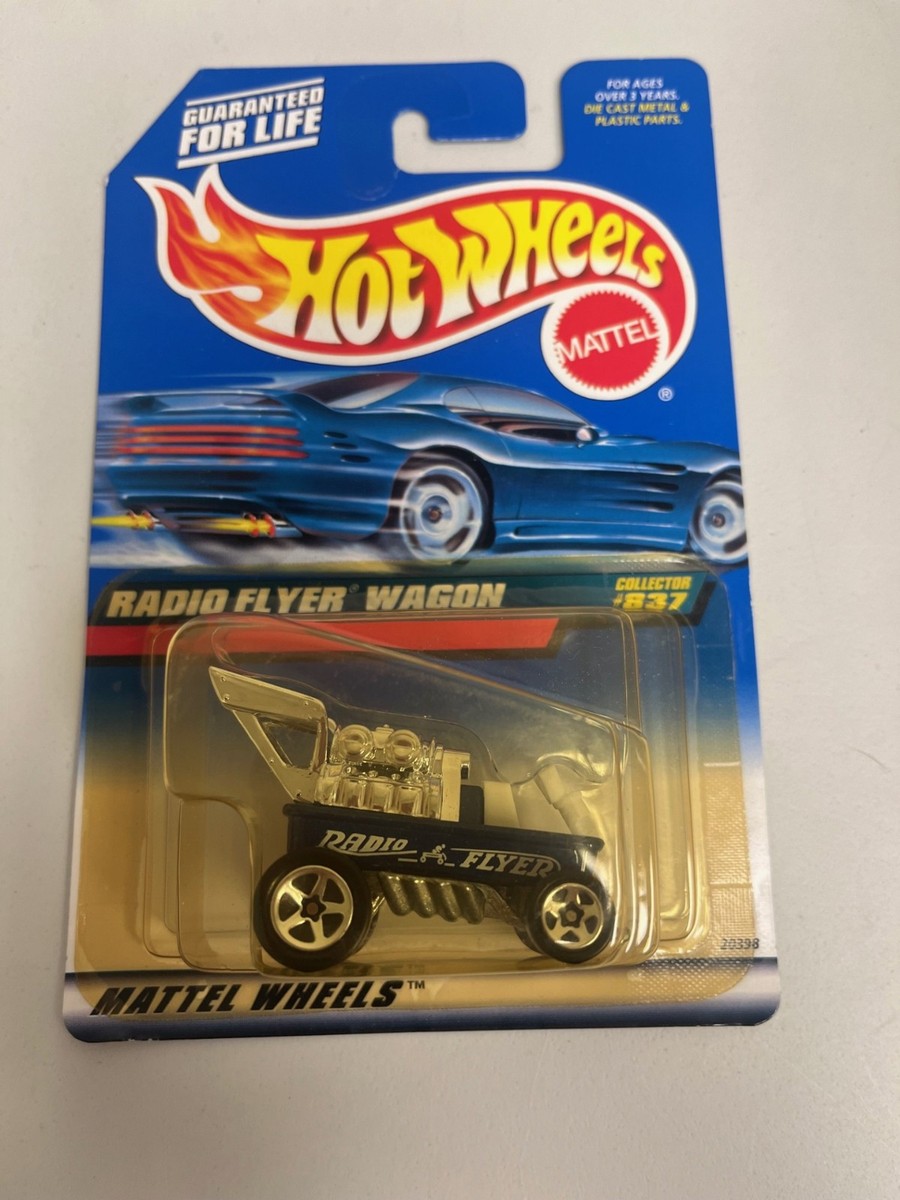 GUARANTEED
FOR LIFE
FOR AGES
OVER 3 YEARS.
DIE CAST METAL &
PLASTIC PARTS.
HOT WHEELS
MATTEL
®
RADIO FLYER® WAGON
COLLECTOR
#837
RADIO FLYER
20398
MATTEL WHEELS™